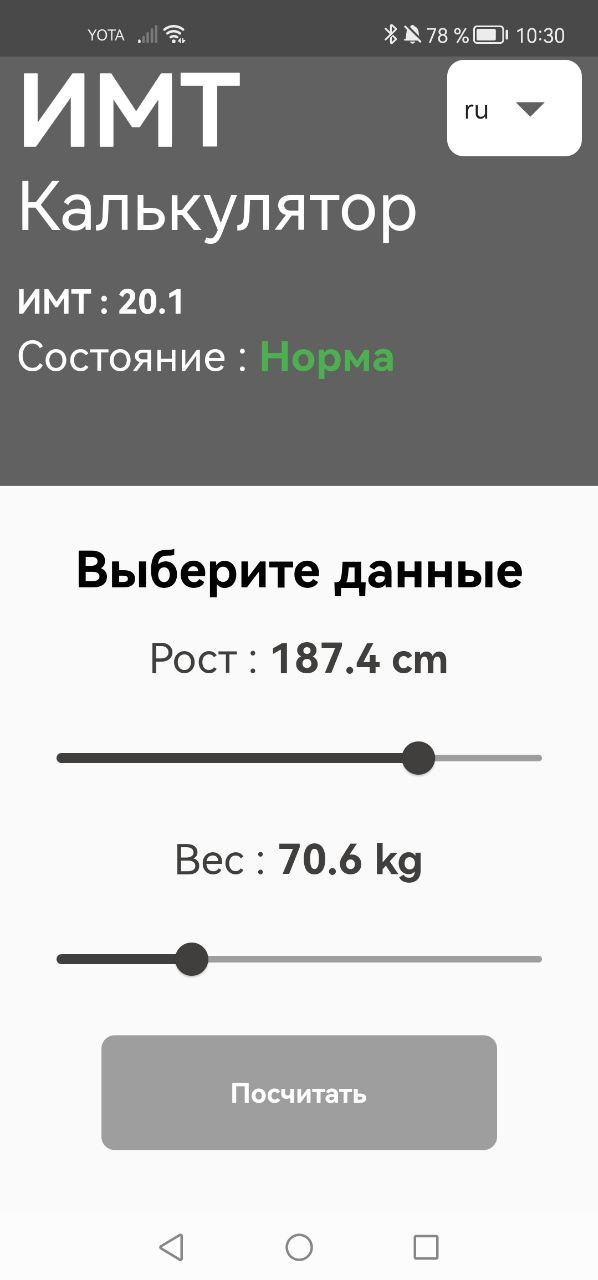 YOTA 78 % 10:30
ИМТ
ru
Калькулятор
ИМТ : 20.1
Состояние : Норма
Выберите данные
Рост : 187.4 cm
Вес : 70.6 kg
Посчитать